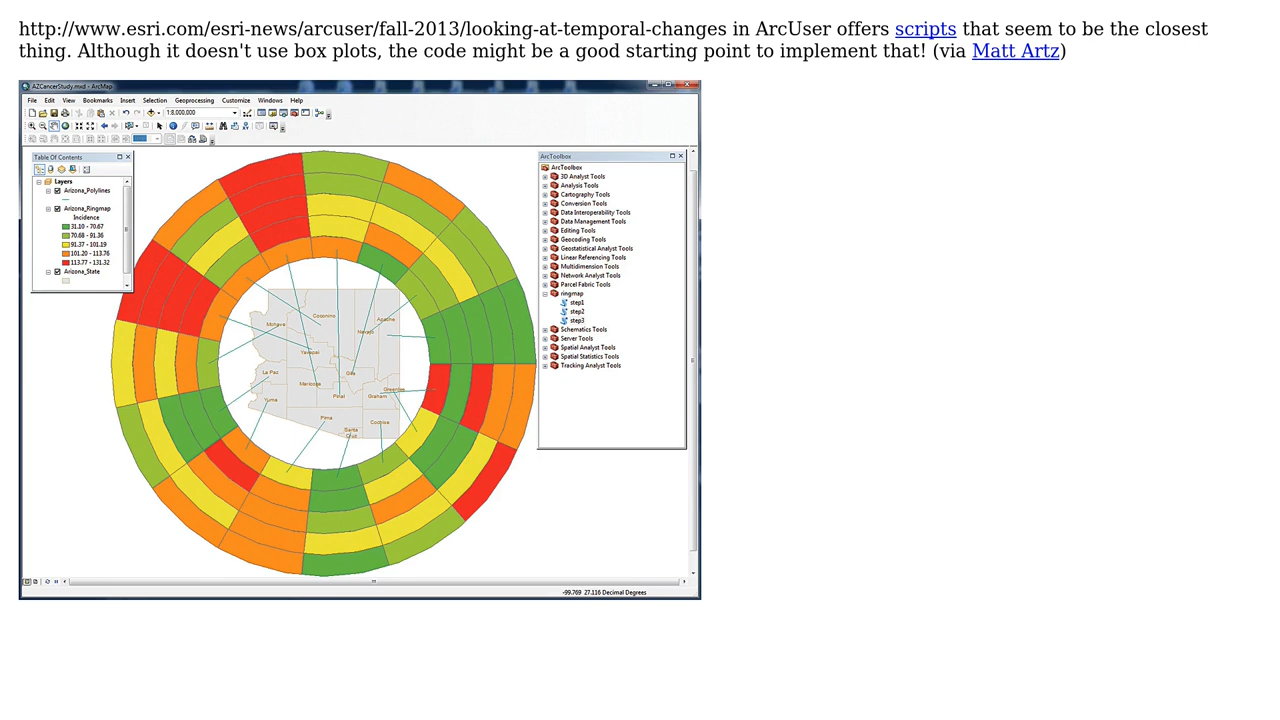 http://www.esri.com/esri-news/arcuser/fall-2013/looking-at-temporal-changes in ArcUser offers scripts that seem to be the closest
thing. Although it doesn't use box plots, the code might be a good starting point to implement that! (via Matt Artz)
AZCancerStudy.mxd - ArcMap
File Edit View Bookmarks Insert Selection Geoprocessing Customize Windows Help
1:8,000,000
Table Of Contents
Layers
Arizona_Polylines
Arizona_Ringmap
Incidence
31.10 - 70.67
70.68 - 91.36
91.37 - 101.19
101.20 - 113.76
113.77 - 131.32
Arizona_State
Mohave
Coconino
Navajo
Apache
Yavapai
La Paz
Maricopa
Gila
Greenlee
Yuma
Pinal
Graham
Pima
Cochise
Santa
Cruz
ArcToolbox
ArcToolbox
3D Analyst Tools
Analysis Tools
Cartography Tools
Conversion Tools
Data Interoperability Tools
Data Management Tools
Editing Tools
Geocoding Tools
Geostatistical Analyst Tools
Linear Referencing Tools
Multidimension Tools
Network Analyst Tools
Parcel Fabric Tools
ringmap
step1
step2
step3
Schematics Tools
Server Tools
Spatial Analyst Tools
Spatial Statistics Tools
Tracking Analyst Tools
-99.769 27.116 Decimal Degrees